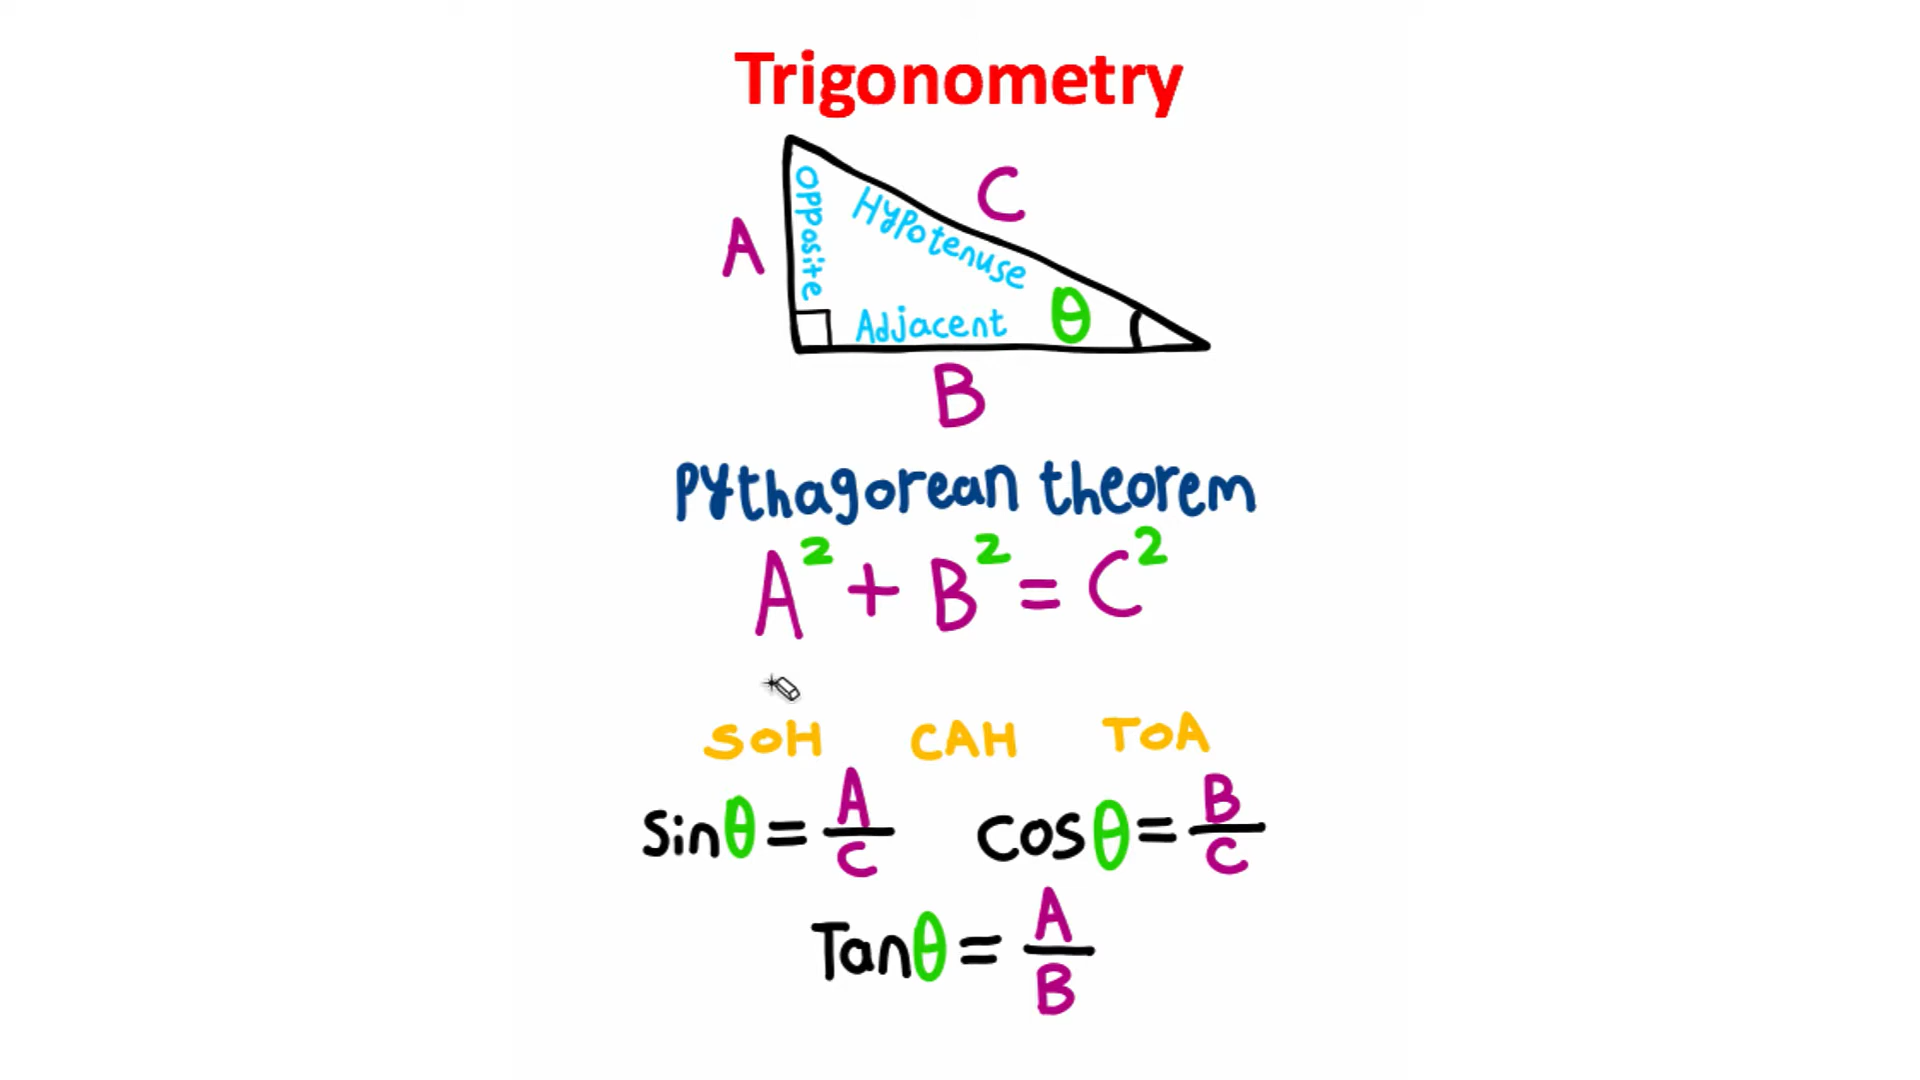 Trigonometry
C
Opposite
Hypotenuse
A
θ
Adjacent
B
Pythagorean theorem
A² + B² = C²
SOH CAH TOA
Sinθ = A/C Cosθ = B/C
Tanθ = A/B